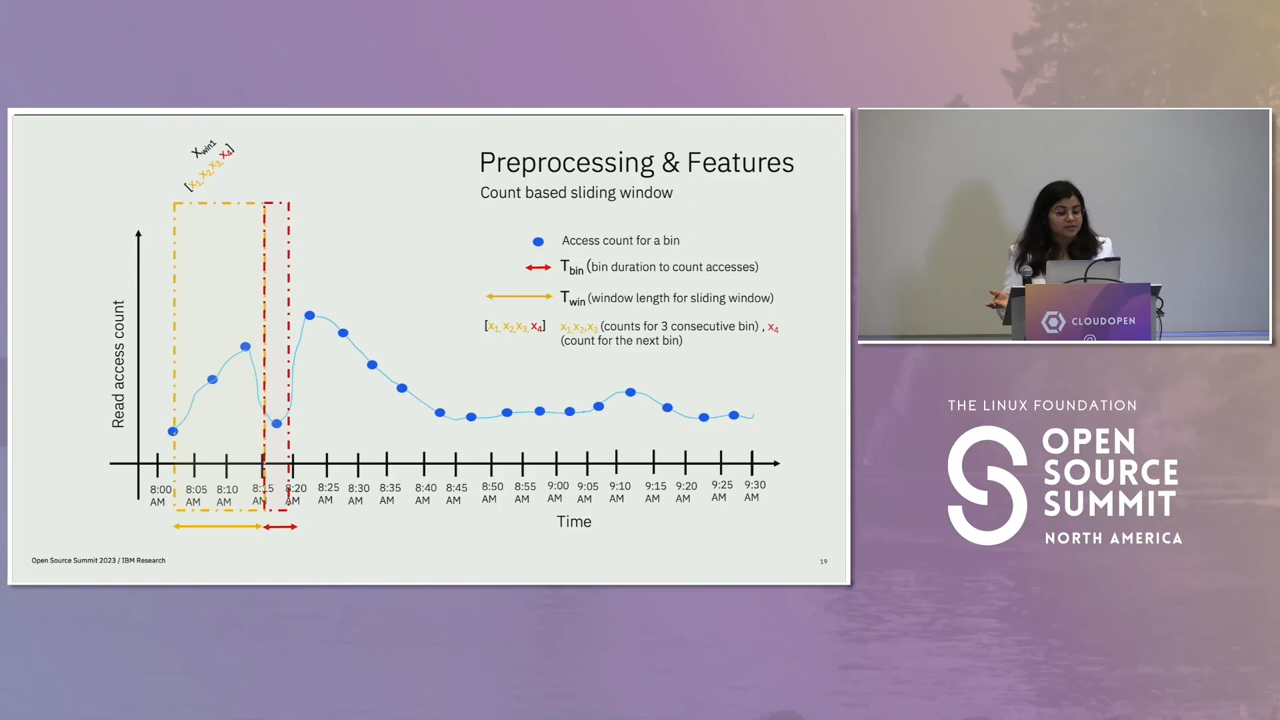 Xwin1
[x1,x2,x3,x4]
Preprocessing & Features
Count based sliding window
Access count for a bin
Tbin (bin duration to count accesses)
Twin (window length for sliding window)
[x1,x2,x3,x4] x1,x2,x3 (counts for 3 consecutive bin) , x4
(count for the next bin)
Read access count
8:00 AM
8:05 AM
8:10 AM
8:15 AM
8:20 AM
8:25 AM
8:30 AM
8:35 AM
8:40 AM
8:45 AM
8:50 AM
8:55 AM
9:00 AM
9:05 AM
9:10 AM
9:15 AM
9:20 AM
9:25 AM
9:30 AM
Time
Open Source Summit 2023 / IBM Research
19
CLOUDOPEN
THE LINUX FOUNDATION
OPEN
SOURCE
SUMMIT
NORTH AMERICA